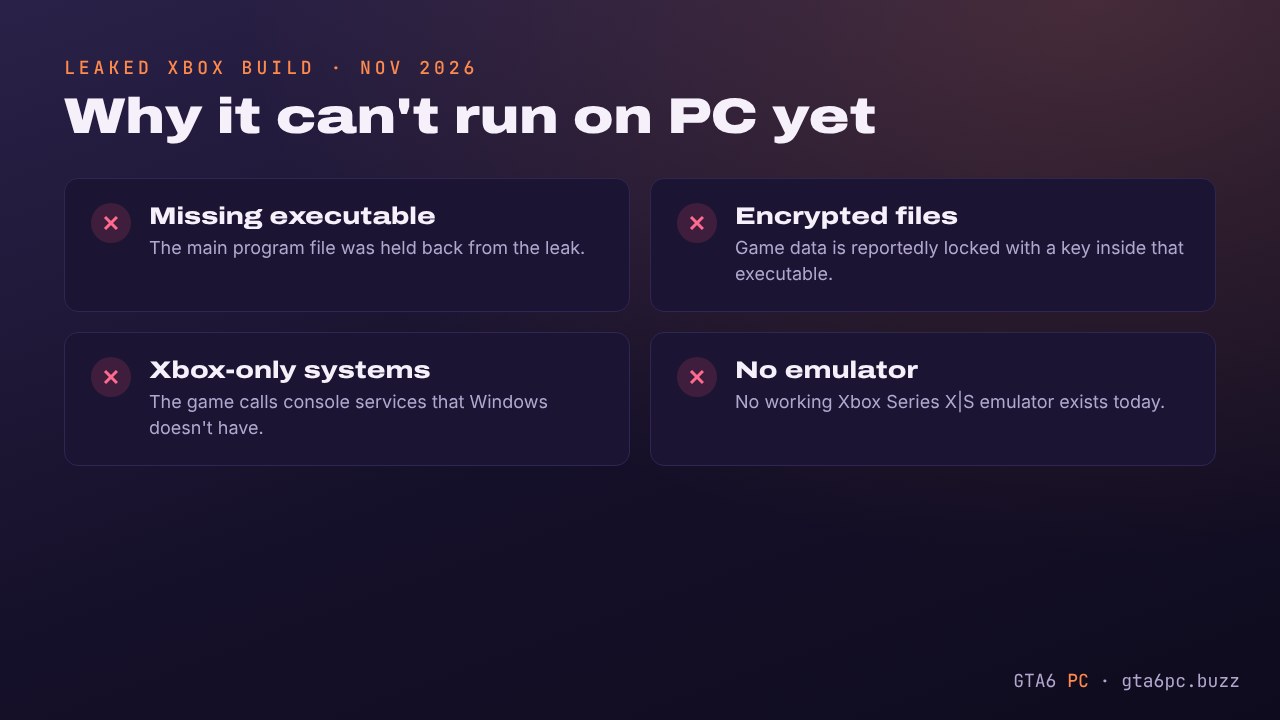 LEAKED XBOX BUILD · NOV 2026
Why it can't run on PC yet
✕
Missing executable
The main program file was held back from the leak.
✕
Encrypted files
Game data is reportedly locked with a key inside that
executable.
✕
Xbox-only systems
The game calls console services that Windows
doesn't have.
✕
No emulator
No working Xbox Series X|S emulator exists today.
GTA6 PC · gta6pc.buzz